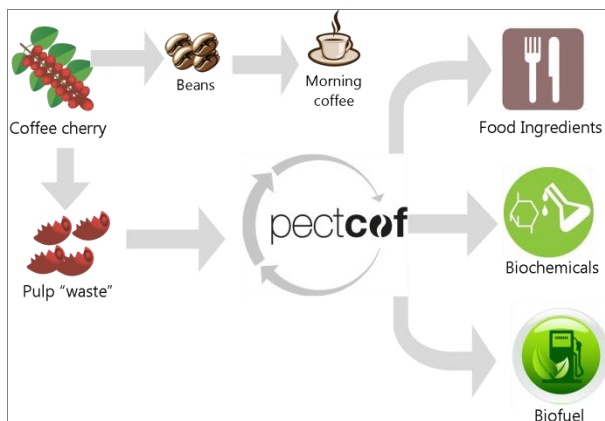 Coffee cherry
Beans
Morning
coffee
Food Ingredients
Pulp “waste”
pectcof
Biochemicals
Biofuel